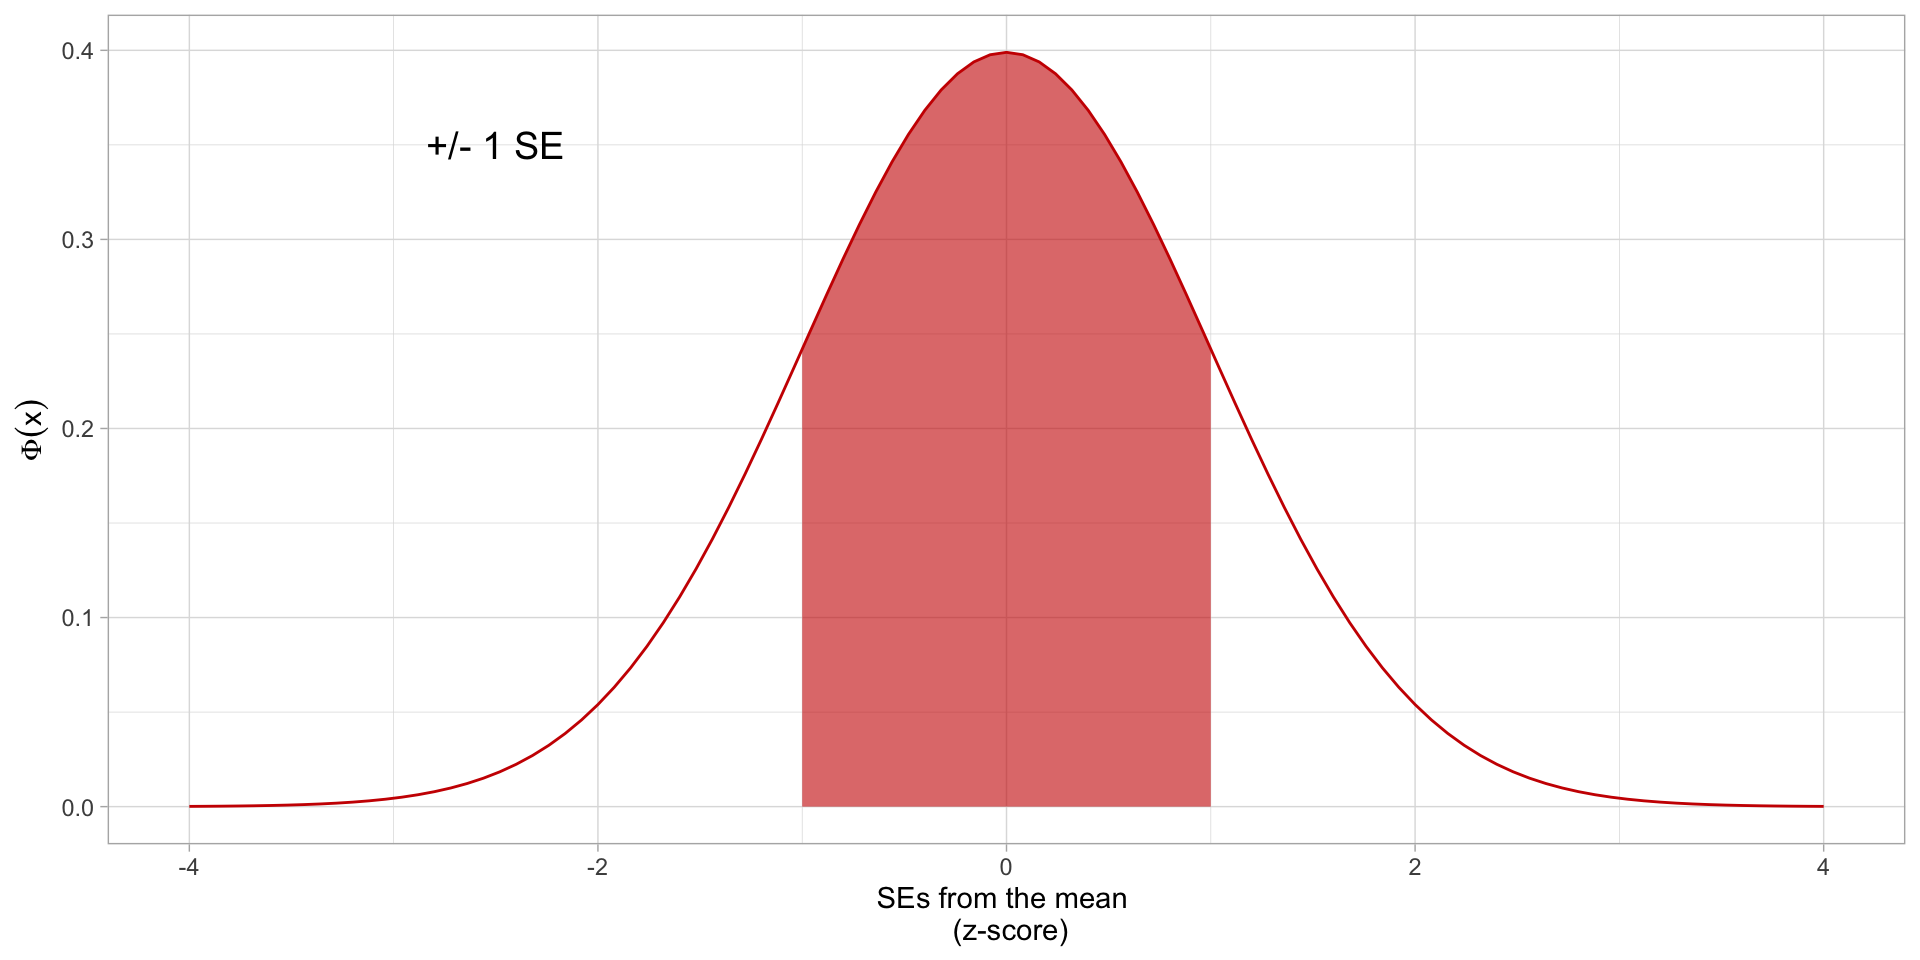 0.4
+/- 1 SE
0.3
Φ(x)
0.2
0.1
0.0
-4 -2 0 2 4
SEs from the mean
(z-score)